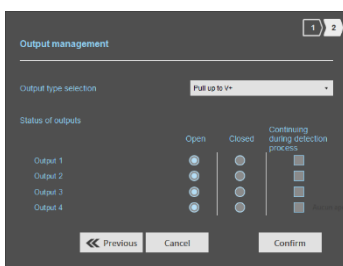 1 2
Output management
Output type selection
Pull up to V+
Status of outputs
Open Closed Continuing during detection process
Output 1
Output 2
Output 3
Output 4
Previous Cancel Confirm